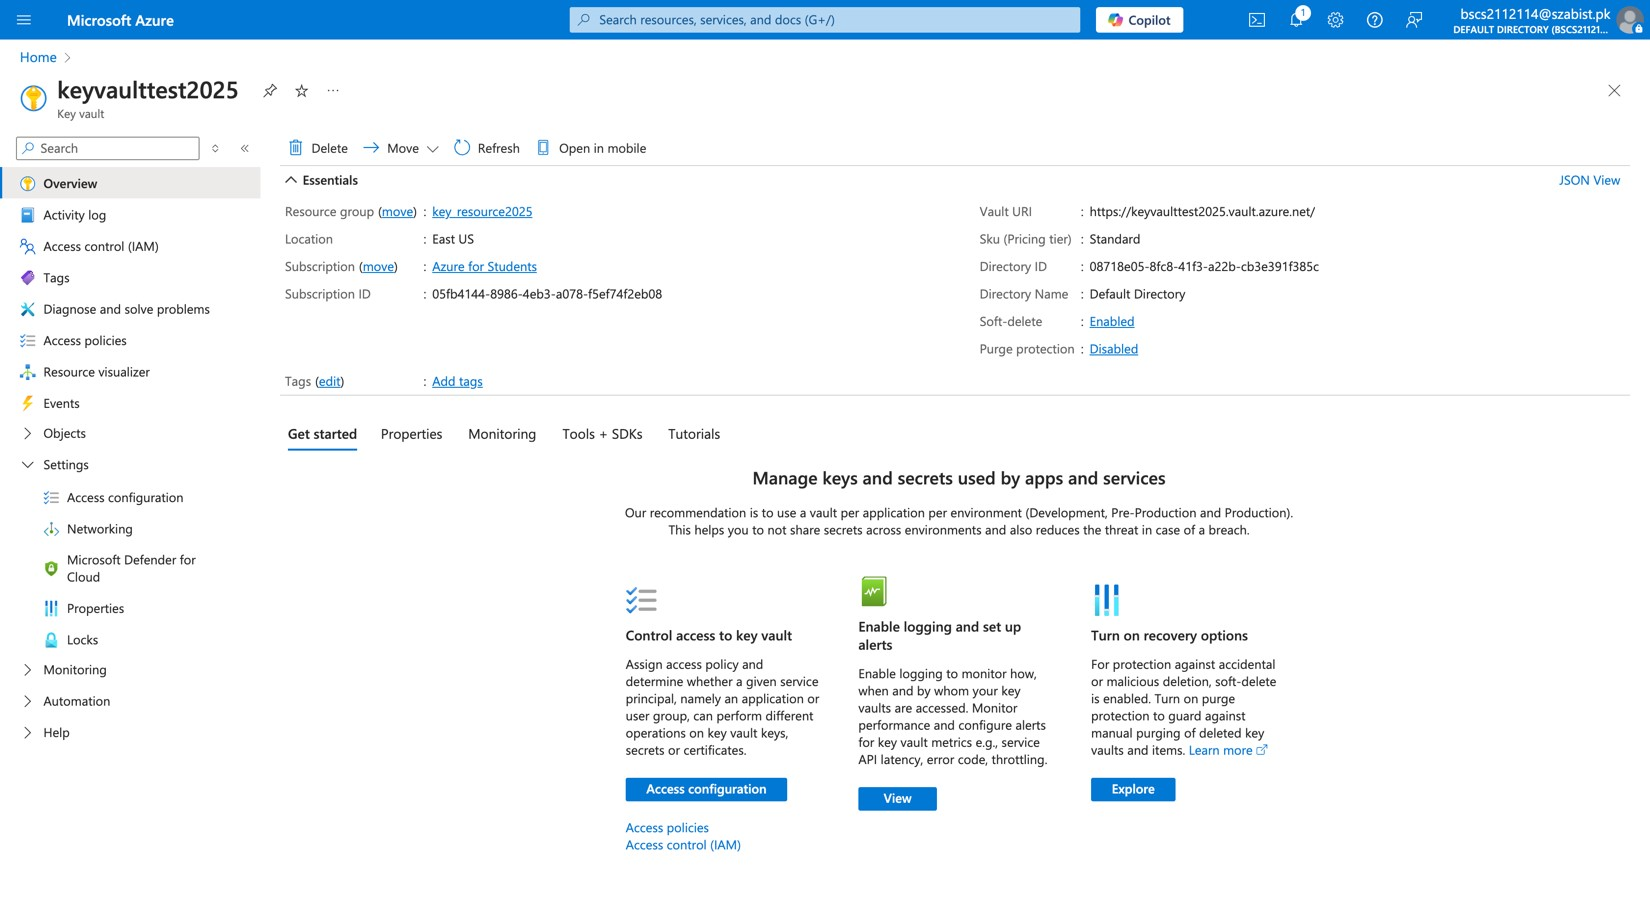 Microsoft Azure
Search resources, services, and docs (G+/)
Copilot
1
bscs2112114@szabist.pk
DEFAULT DIRECTORY (BSCS21121...
Home
keyvaulttest2025
Key vault
Search
Delete
Move
Refresh
Open in mobile
Overview
Activity log
Access control (IAM)
Tags
Diagnose and solve problems
Access policies
Resource visualizer
Events
Objects
Settings
Access configuration
Networking
Microsoft Defender for
Cloud
Properties
Locks
Monitoring
Automation
Help
Essentials
JSON View
Resource group (move) : key_resource2025
Location : East US
Subscription (move) : Azure for Students
Subscription ID : 05fb4144-8986-4eb3-a078-f5ef74f2eb08
Vault URI : https://keyvaulttest2025.vault.azure.net/
Sku (Pricing tier) : Standard
Directory ID : 08718e05-8fc8-41f3-a22b-cb3e391f385c
Directory Name : Default Directory
Soft-delete : Enabled
Purge protection : Disabled
Tags (edit) : Add tags
Get started
Properties
Monitoring
Tools + SDKs
Tutorials
Manage keys and secrets used by apps and services
Our recommendation is to use a vault per application per environment (Development, Pre-Production and Production).
This helps you to not share secrets across environments and also reduces the threat in case of a breach.
Control access to key vault
Assign access policy and
determine whether a given service
principal, namely an application or
user group, can perform different
operations on key vault keys,
secrets or certificates.
Access configuration
Access policies
Access control (IAM)
Enable logging and set up
alerts
Enable logging to monitor how,
when and by whom your key
vaults are accessed. Monitor
performance and configure alerts
for key vault metrics e.g., service
API latency, error code, throttling.
View
Turn on recovery options
For protection against accidental
or malicious deletion, soft-delete
is enabled. Turn on purge
protection to guard against
manual purging of deleted key
vaults and items. Learn more
Explore